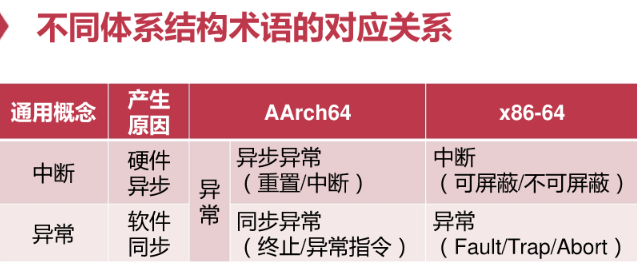 不同体系结构术语的对应关系
通用概念 产生原因 AArch64 x86-64
中断 硬件异步 异常 异步异常（重置/中断） 中断（可屏蔽/不可屏蔽）
异常 软件同步 同步异常（终止/异常指令） 异常（Fault/Trap/Abort）